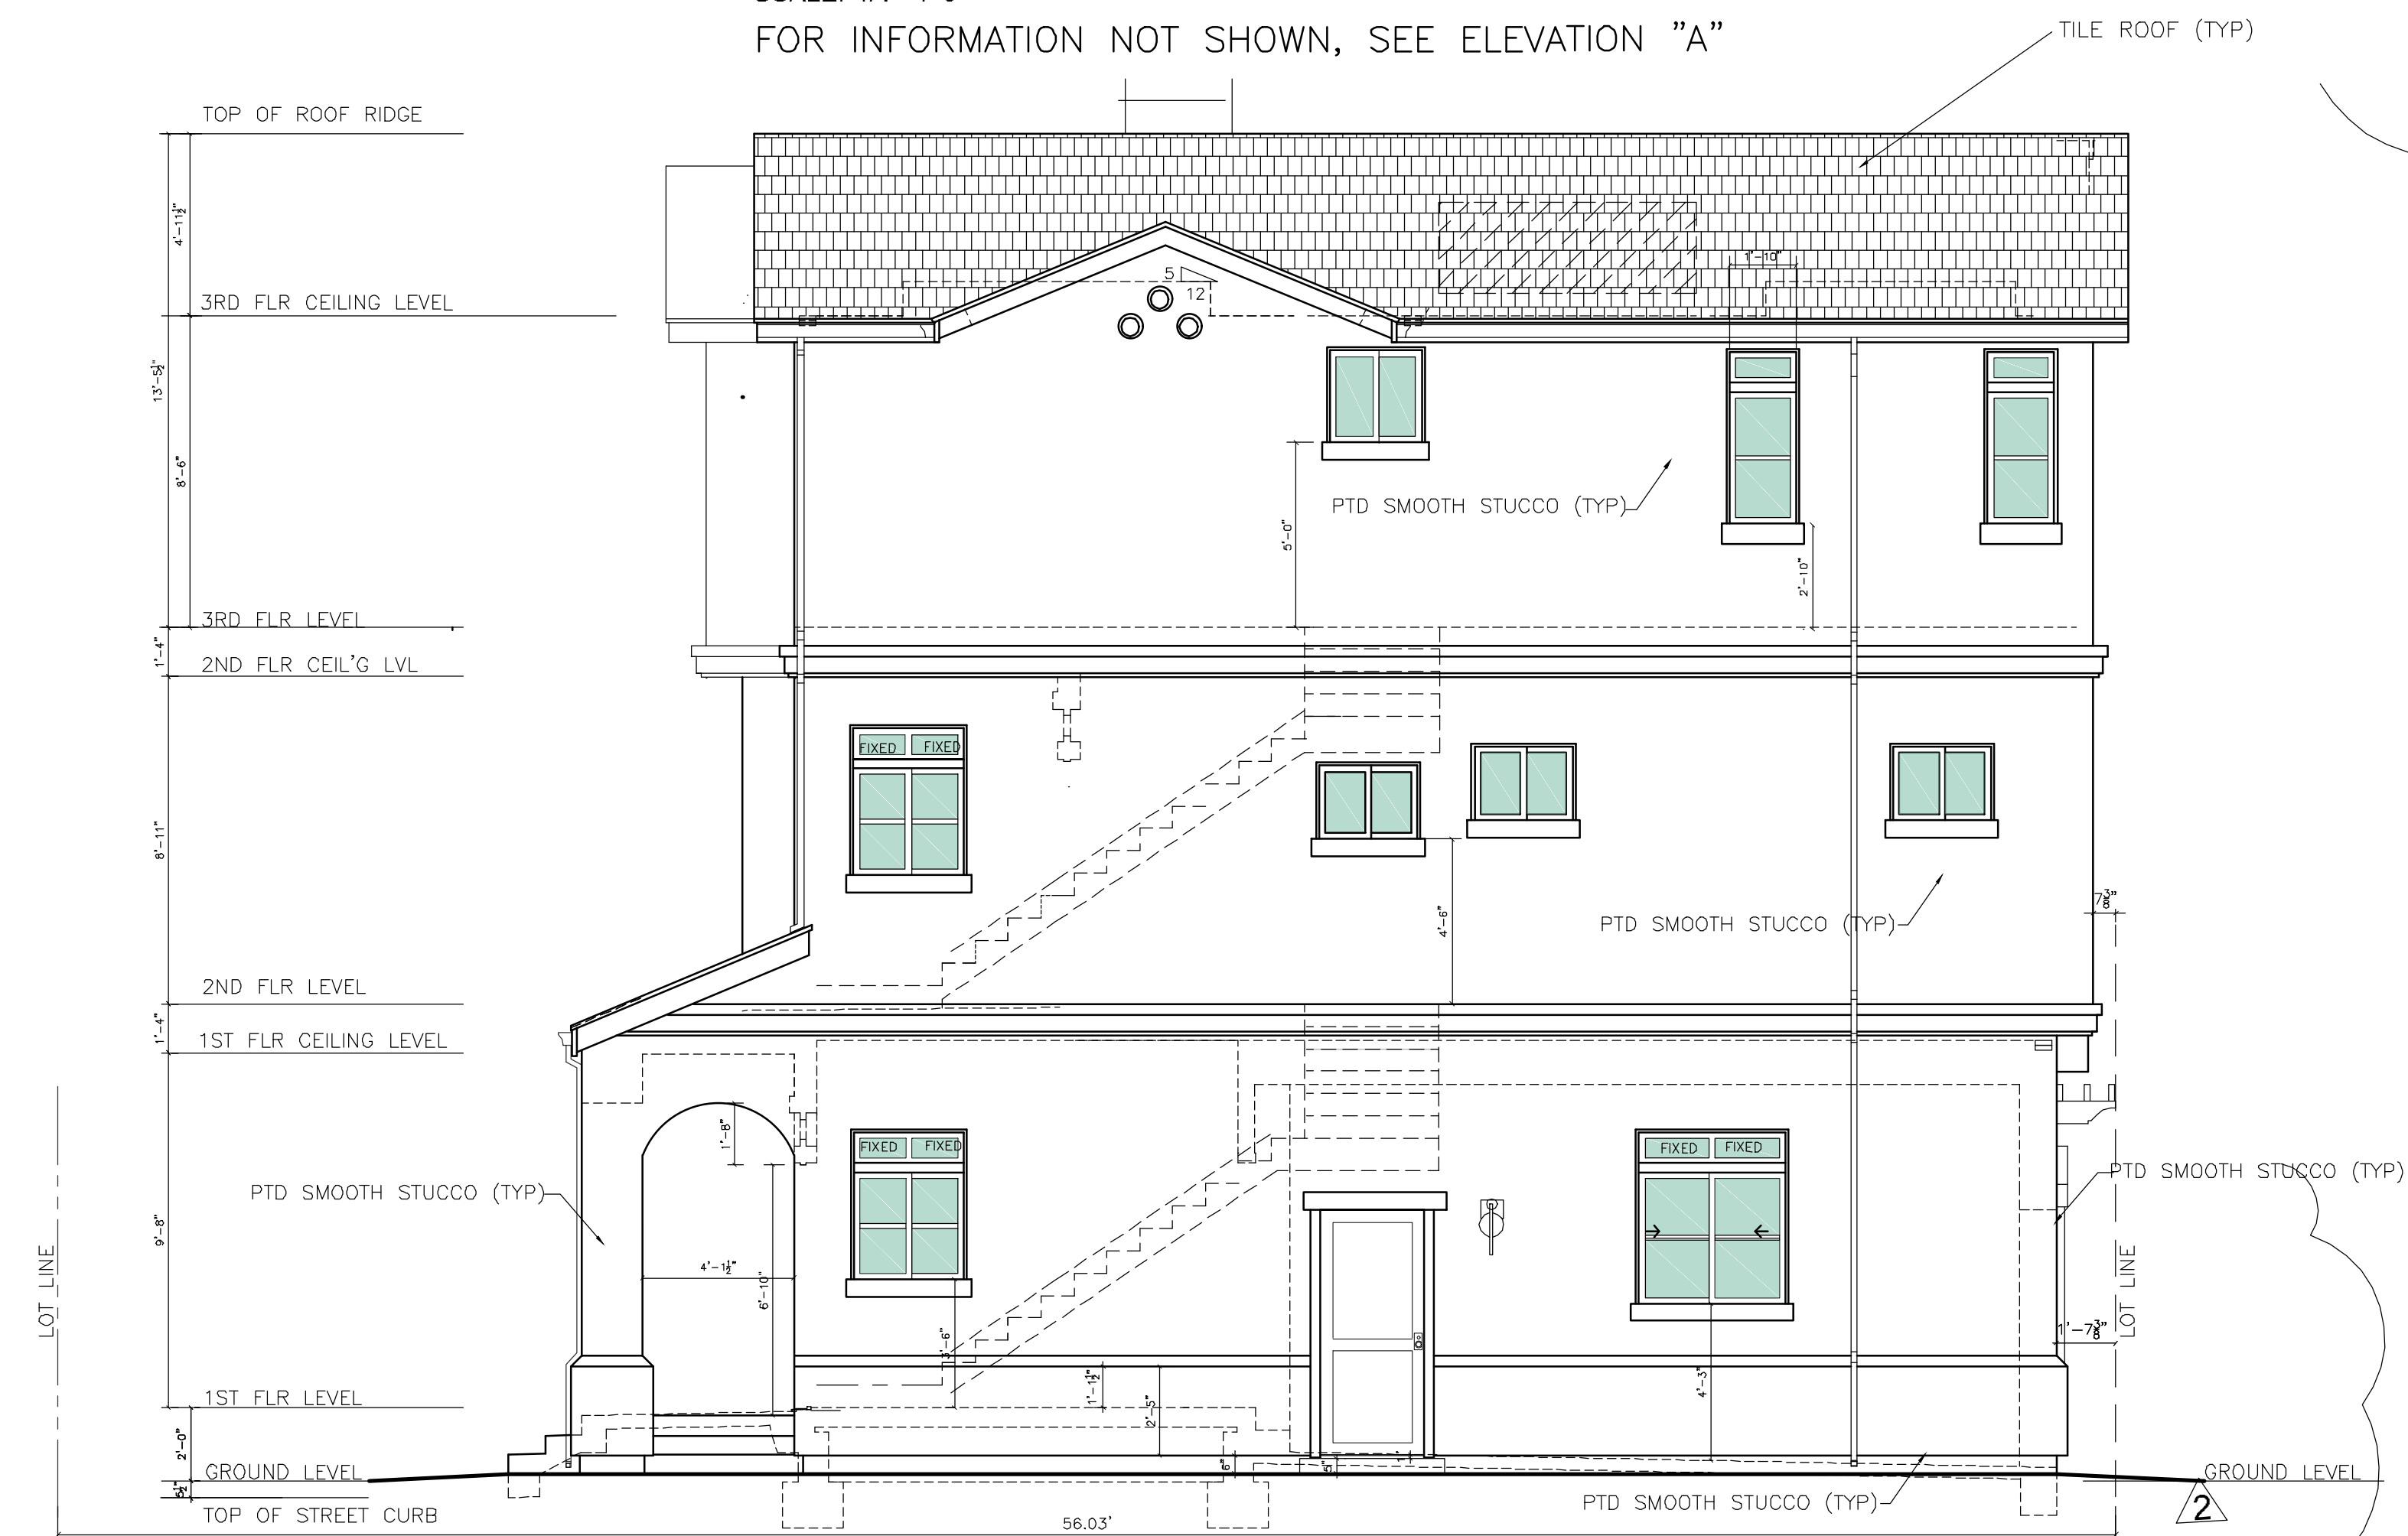 FOR INFORMATION NOT SHOWN, SEE ELEVATION "A"
TILE ROOF (TYP)
TOP OF ROOF RIDGE
4'-11½"
5
12
1'-10"
3RD FLR CEILING LEVEL
13'-5½"
8'-6"
PTD SMOOTH STUCCO (TYP)
5'-0"
2'-10"
3RD FLR LEVEL
1'-4"
2ND FLR CEIL'G LVL
FIXED FIXED
8'-11"
4'-6"
PTD SMOOTH STUCCO (TYP)
7⅜"
2ND FLR LEVEL
1'-4"
1ST FLR CEILING LEVEL
1'-8"
FIXED FIXED
FIXED FIXED
PTD SMOOTH STUCCO (TYP)
PTD SMOOTH STUCCO (TYP)
9'-8"
4'-1½"
6'-10"
LOT LINE
LOT LINE
3'-6"
1'-7⅜"
1'-1½"
4'-3"
1ST FLR LEVEL
2'-5"
2'-0"
6"
5"
1"
GROUND LEVEL
GROUND LEVEL
5½"
PTD SMOOTH STUCCO (TYP)
2
TOP OF STREET CURB
56.03'